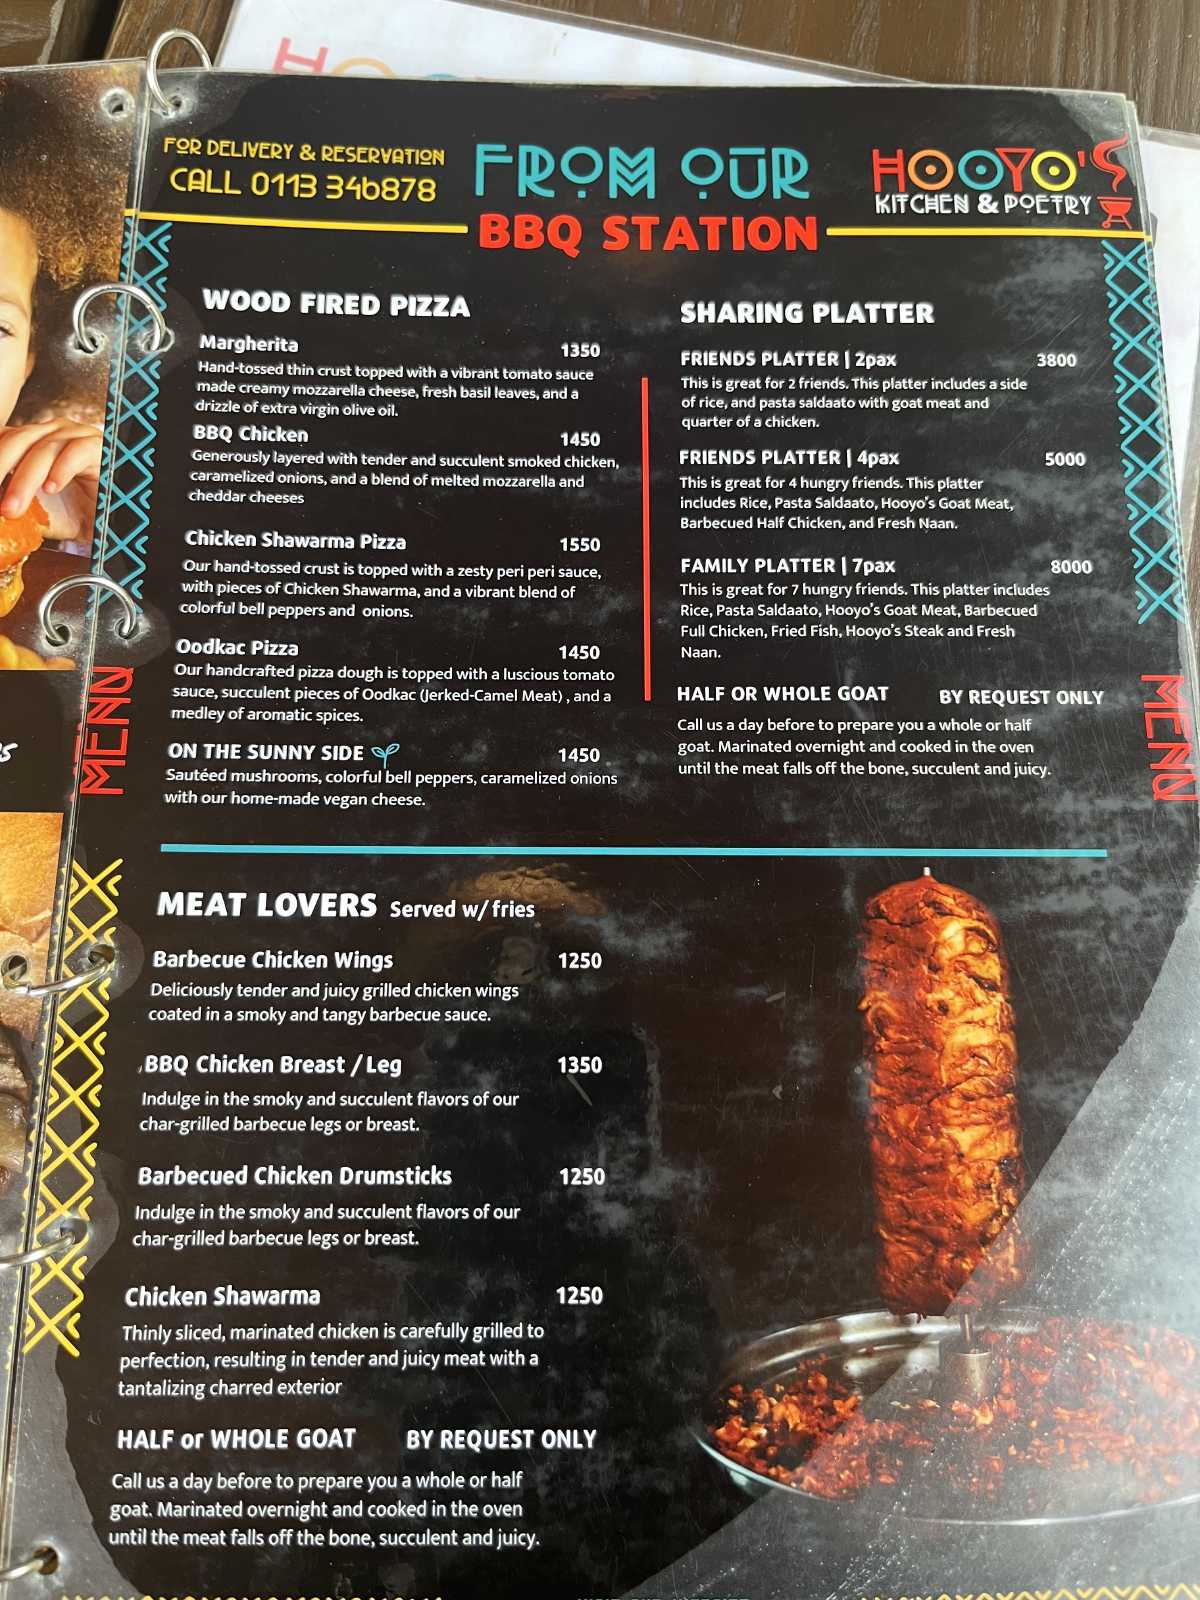 FOR DELIVERY & RESERVATION
CALL 0113 346878
FROM OUR
BBQ STATION
HOOYO'S
KITCHEN & POETRY
WOOD FIRED PIZZA
Margherita 1350
Hand-tossed thin crust topped with a vibrant tomato sauce
made creamy mozzarella cheese, fresh basil leaves, and a
drizzle of extra virgin olive oil.
BBQ Chicken 1450
Generously layered with tender and succulent smoked chicken,
caramelized onions, and a blend of melted mozzarella and
cheddar cheeses
Chicken Shawarma Pizza 1550
Our hand-tossed crust is topped with a zesty peri peri sauce,
with pieces of Chicken Shawarma, and a vibrant blend of
colorful bell peppers and onions.
Oodkac Pizza 1450
Our handcrafted pizza dough is topped with a luscious tomato
sauce, succulent pieces of Oodkac (Jerked-Camel Meat) , and a
medley of aromatic spices.
ON THE SUNNY SIDE 1450
Sautéed mushrooms, colorful bell peppers, caramelized onions
with our home-made vegan cheese.
SHARING PLATTER
FRIENDS PLATTER | 2pax 3800
This is great for 2 friends. This platter includes a side
of rice, and pasta saldaato with goat meat and
quarter of a chicken.
FRIENDS PLATTER | 4pax 5000
This is great for 4 hungry friends. This platter
includes Rice, Pasta Saldaato, Hooyo's Goat Meat,
Barbecued Half Chicken, and Fresh Naan.
FAMILY PLATTER | 7pax 8000
This is great for 7 hungry friends. This platter includes
Rice, Pasta Saldaato, Hooyo's Goat Meat, Barbecued
Full Chicken, Fried Fish, Hooyo's Steak and Fresh
Naan.
HALF OR WHOLE GOAT BY REQUEST ONLY
Call us a day before to prepare you a whole or half
goat. Marinated overnight and cooked in the oven
until the meat falls off the bone, succulent and juicy.
MENU
MENU
MEAT LOVERS Served w/ fries
Barbecue Chicken Wings 1250
Deliciously tender and juicy grilled chicken wings
coated in a smoky and tangy barbecue sauce.
BBQ Chicken Breast / Leg 1350
Indulge in the smoky and succulent flavors of our
char-grilled barbecue legs or breast.
Barbecued Chicken Drumsticks 1250
Indulge in the smoky and succulent flavors of our
char-grilled barbecue legs or breast.
Chicken Shawarma 1250
Thinly sliced, marinated chicken is carefully grilled to
perfection, resulting in tender and juicy meat with a
tantalizing charred exterior
HALF or WHOLE GOAT BY REQUEST ONLY
Call us a day before to prepare you a whole or half
goat. Marinated overnight and cooked in the oven
until the meat falls off the bone, succulent and juicy.